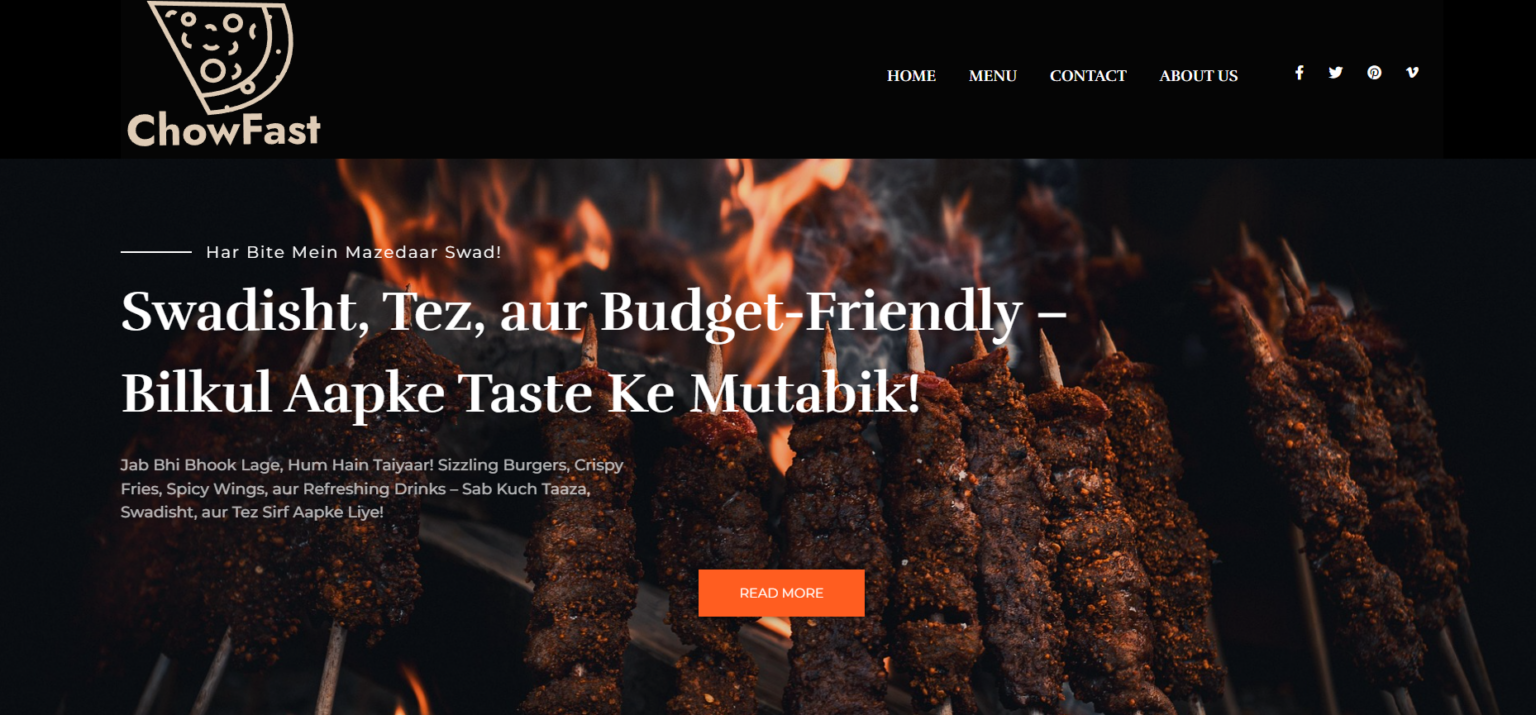 ChowFast
HOME MENU CONTACT ABOUT US
Har Bite Mein Mazedaar Swad!
Swadisht, Tez, aur Budget-Friendly –
Bilkul Aapke Taste Ke Mutabik!
Jab Bhi Bhook Lage, Hum Hain Taiyaar! Sizzling Burgers, Crispy
Fries, Spicy Wings, aur Refreshing Drinks – Sab Kuch Taaza,
Swadisht, aur Tez Sirf Aapke Liye!
READ MORE